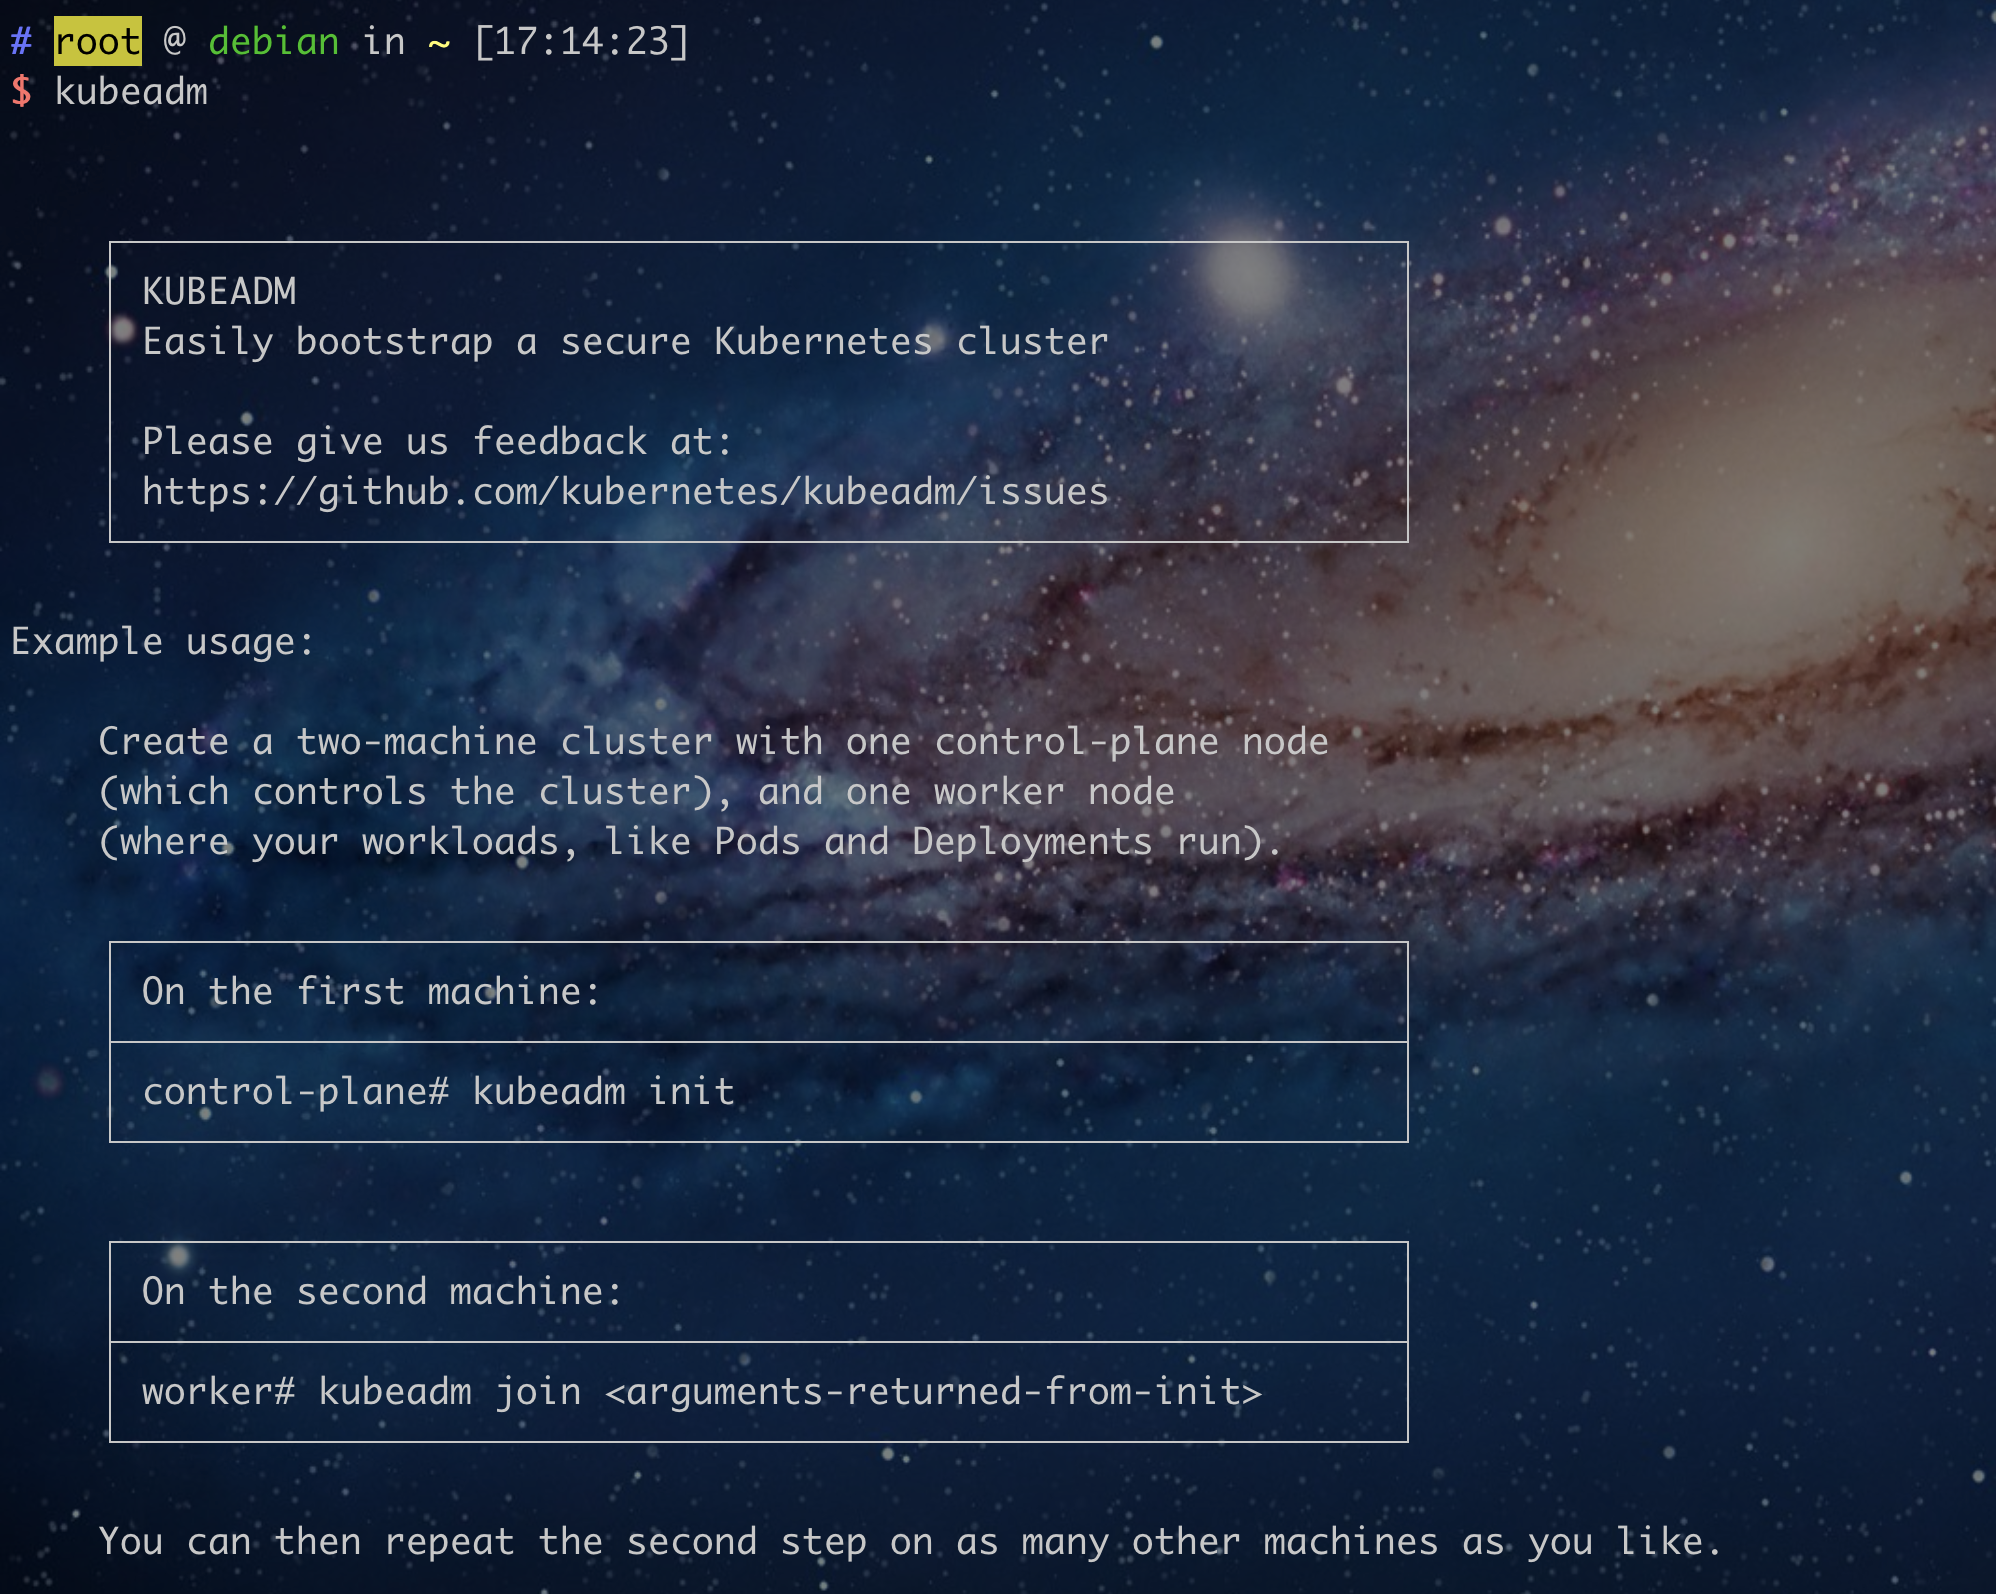 # root @ debian in ~ [17:14:23]
$ kubeadm
KUBEADM
Easily bootstrap a secure Kubernetes cluster
Please give us feedback at:
https://github.com/kubernetes/kubeadm/issues
Example usage:
Create a two-machine cluster with one control-plane node
(which controls the cluster), and one worker node
(where your workloads, like Pods and Deployments run).
On the first machine:
control-plane# kubeadm init
On the second machine:
worker# kubeadm join <arguments-returned-from-init>
You can then repeat the second step on as many other machines as you like.